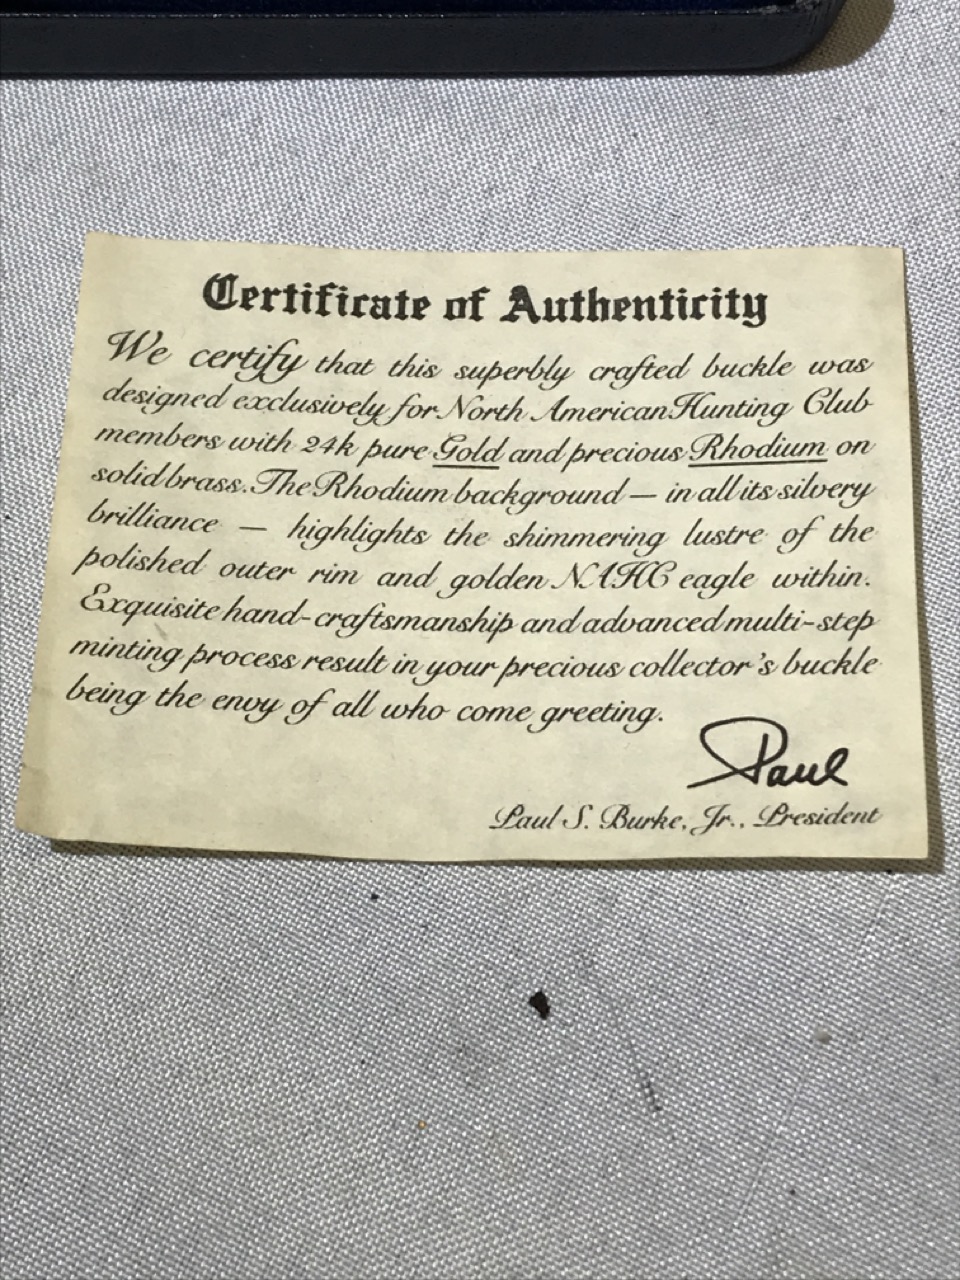 Certificate of Authenticity
We certify that this superbly crafted buckle was
designed exclusively for North American Hunting Club
members with 24k pure Gold and precious Rhodium on
solid brass. The Rhodium background — in all its silvery
brilliance — highlights the shimmering lustre of the
polished outer rim and golden NAHC eagle within.
Exquisite hand-craftsmanship and advanced multi-step
minting process result in your precious collector's buckle
being the envy of all who come greeting.
Paul
Paul S. Burke, Jr., President